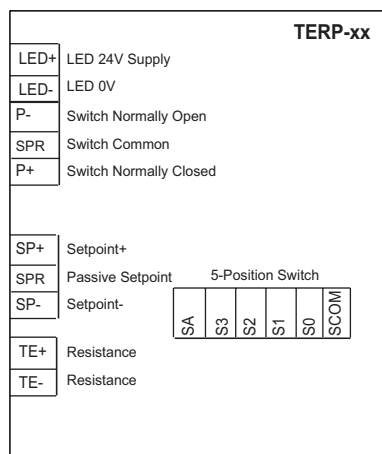 TERP-xx
LED+ LED 24V Supply
LED- LED 0V
P- Switch Normally Open
SPR Switch Common
P+ Switch Normally Closed
SP+ Setpoint+
SPR Passive Setpoint 5-Position Switch
SP- Setpoint-
SA S3 S2 S1 S0 SCOM
TE+ Resistance
TE- Resistance